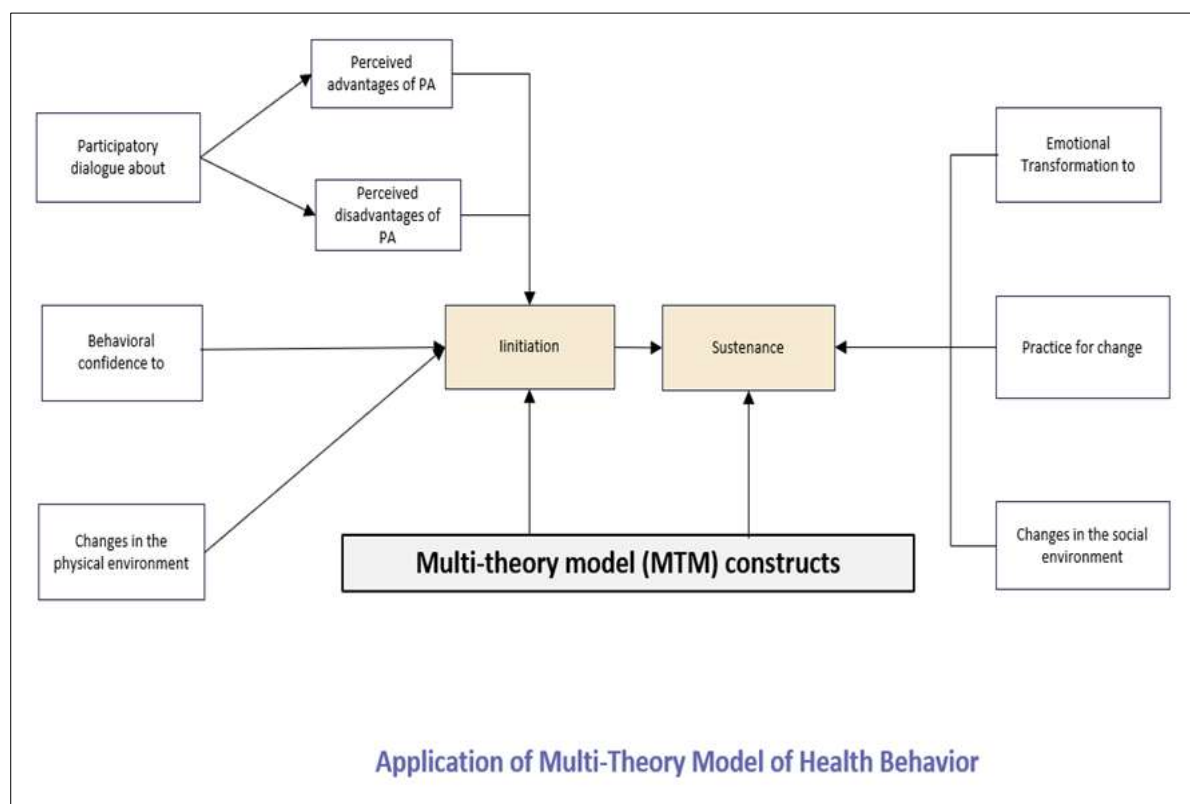 Perceived
advantages of PA
Participatory
dialogue about
Perceived
disadvantages of
PA
Emotional
Transformation to
Behavioral
confidence to
Iinitiation
Sustenance
Practice for change
Changes in the
physical environment
Multi-theory model (MTM) constructs
Changes in the social
environment
Application of Multi-Theory Model of Health Behavior